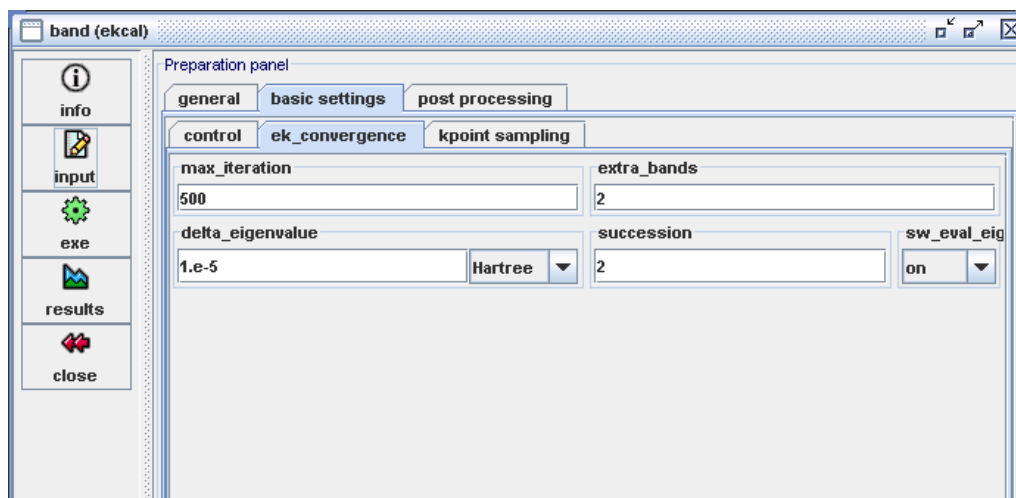 band (ekcal)
info
input
exe
results
close
Preparation panel
general basic settings post processing
control ek_convergence kpoint sampling
max_iteration extra_bands
500 2
delta_eigenvalue succession sw_eval_eig
1.e-5 Hartree 2 on